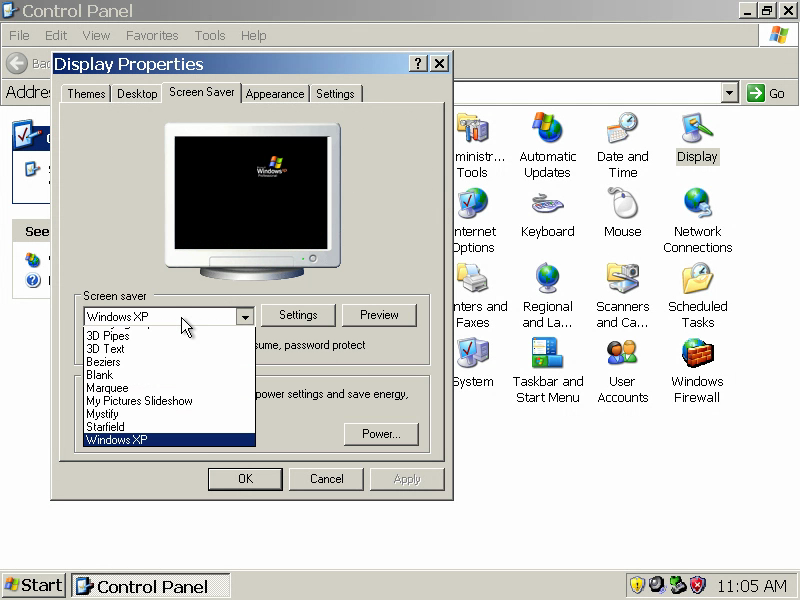 Control Panel
File Edit View Favorites Tools Help
Bac
Addre
Go
Display Properties
Themes Desktop Screen Saver Appearance Settings
Windows XP
Professional
Screen saver
Windows XP
Settings
Preview
3D Pipes
3D Text
Beziers
Blank
Marquee
My Pictures Slideshow
Mystify
Starfield
Windows XP
sume, password protect
power settings and save energy,
Power...
OK
Cancel
Apply
See
ministr...
Tools
Automatic
Updates
Date and
Time
Display
nternet
Options
Keyboard
Mouse
Network
Connections
nters and
Faxes
Regional
and La...
Scanners
and Ca...
Scheduled
Tasks
System
Taskbar and
Start Menu
User
Accounts
Windows
Firewall
Start
Control Panel
11:05 AM